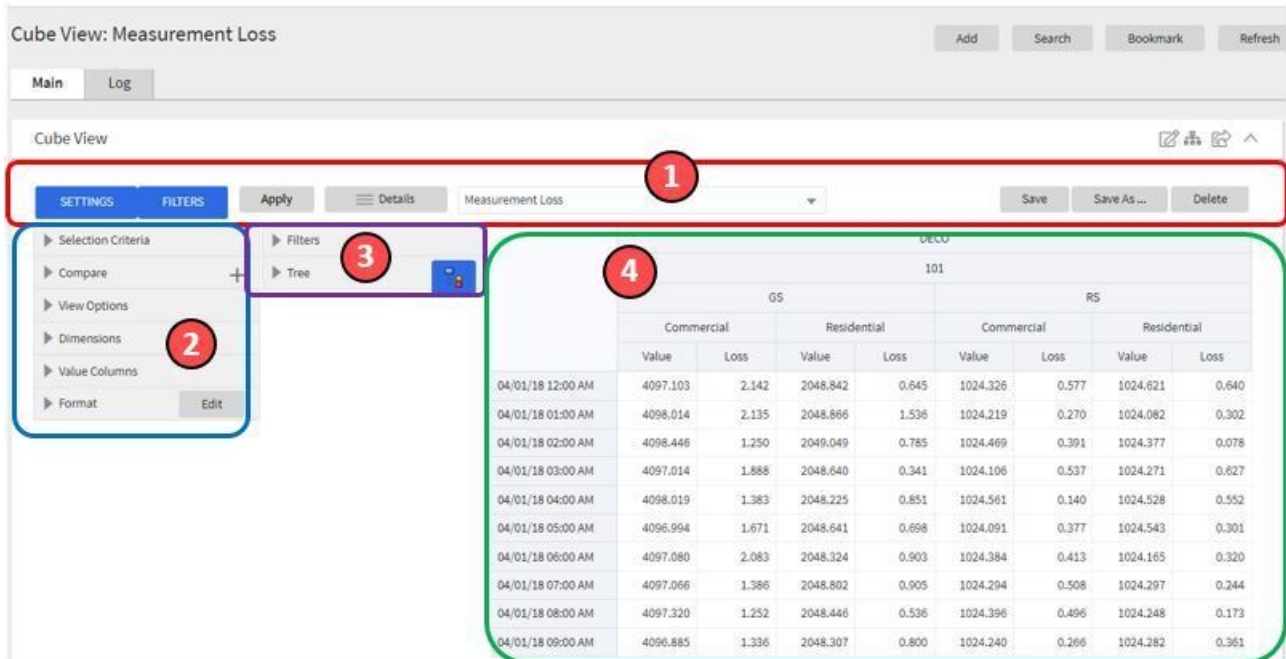 Cube View: Measurement Loss
Add Search Bookmark Refresh
Main Log
Cube View
1
SETTINGS FILTERS Apply Details Measurement Loss Save Save As ... Delete
Selection Criteria
Compare
View Options
Dimensions
Value Columns
Format Edit
2
Filters
Tree
3
4
DECO
101
GS RS
Commercial Residential Commercial Residential
Value Loss Value Loss Value Loss Value Loss
04/01/18 12:00 AM 4097.103 2.142 2048.842 0.645 1024.326 0.577 1024.621 0.640
04/01/18 01:00 AM 4098.014 2.135 2048.866 1.536 1024.219 0.270 1024.082 0.302
04/01/18 02:00 AM 4098.446 1.250 2049.049 0.785 1024.469 0.391 1024.377 0.078
04/01/18 03:00 AM 4097.014 1.888 2048.640 0.341 1024.106 0.537 1024.271 0.627
04/01/18 04:00 AM 4098.019 1.383 2048.225 0.851 1024.561 0.140 1024.528 0.552
04/01/18 05:00 AM 4096.994 1.671 2048.641 0.698 1024.091 0.377 1024.543 0.301
04/01/18 06:00 AM 4097.080 2.083 2048.324 0.903 1024.384 0.413 1024.165 0.320
04/01/18 07:00 AM 4097.066 1.386 2048.802 0.905 1024.294 0.508 1024.297 0.244
04/01/18 08:00 AM 4097.320 1.252 2048.446 0.536 1024.396 0.496 1024.248 0.173
04/01/18 09:00 AM 4096.885 1.336 2048.307 0.800 1024.240 0.266 1024.282 0.361